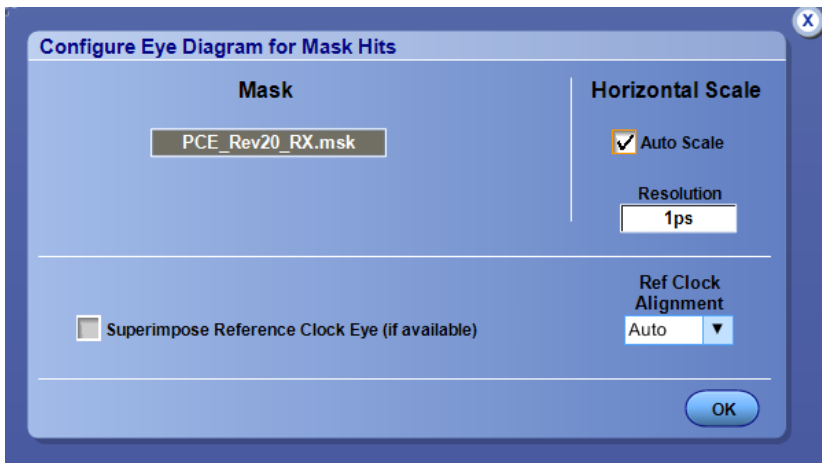 X
Configure Eye Diagram for Mask Hits
Mask
PCE_Rev20_RX.msk
Horizontal Scale
Auto Scale
Resolution
1ps
Superimpose Reference Clock Eye (if available)
Ref Clock
Alignment
Auto
OK